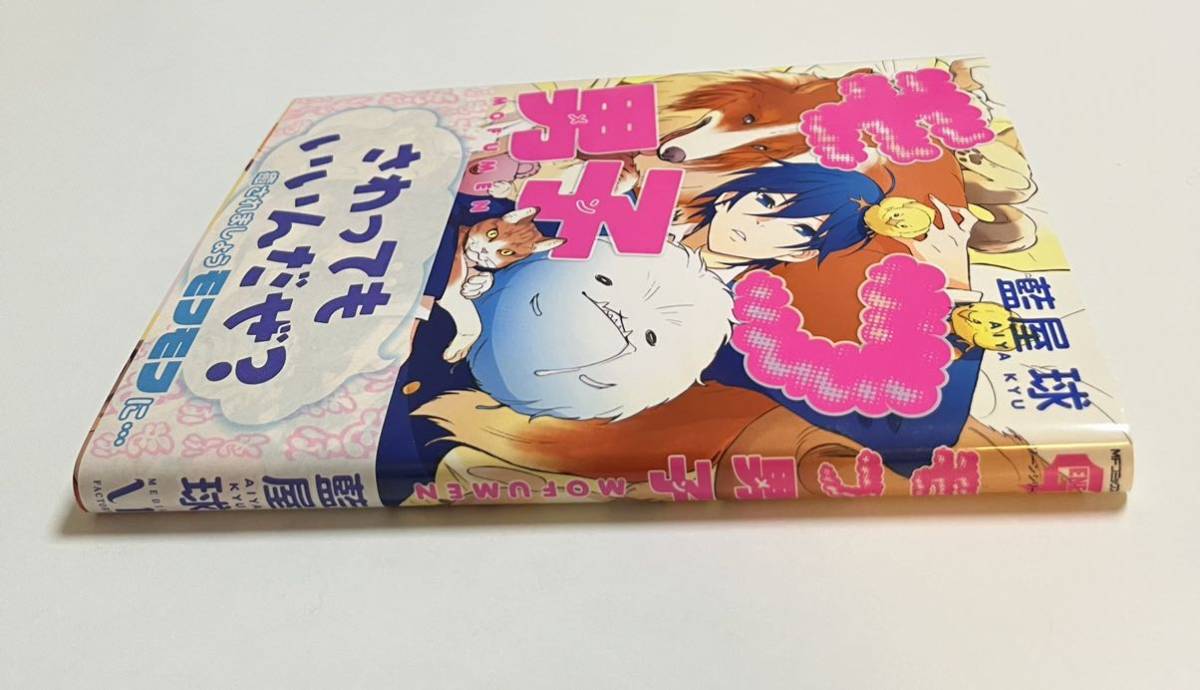 モフ
男子
メン
MOFUMEN
藍屋 球
AIYA KYU
さわっても
いいんだぜ?
癒されましょうモフモフに…
モフ
男子
MOFUMEN
藍屋
球
AIYA
KYU
MFコミックス